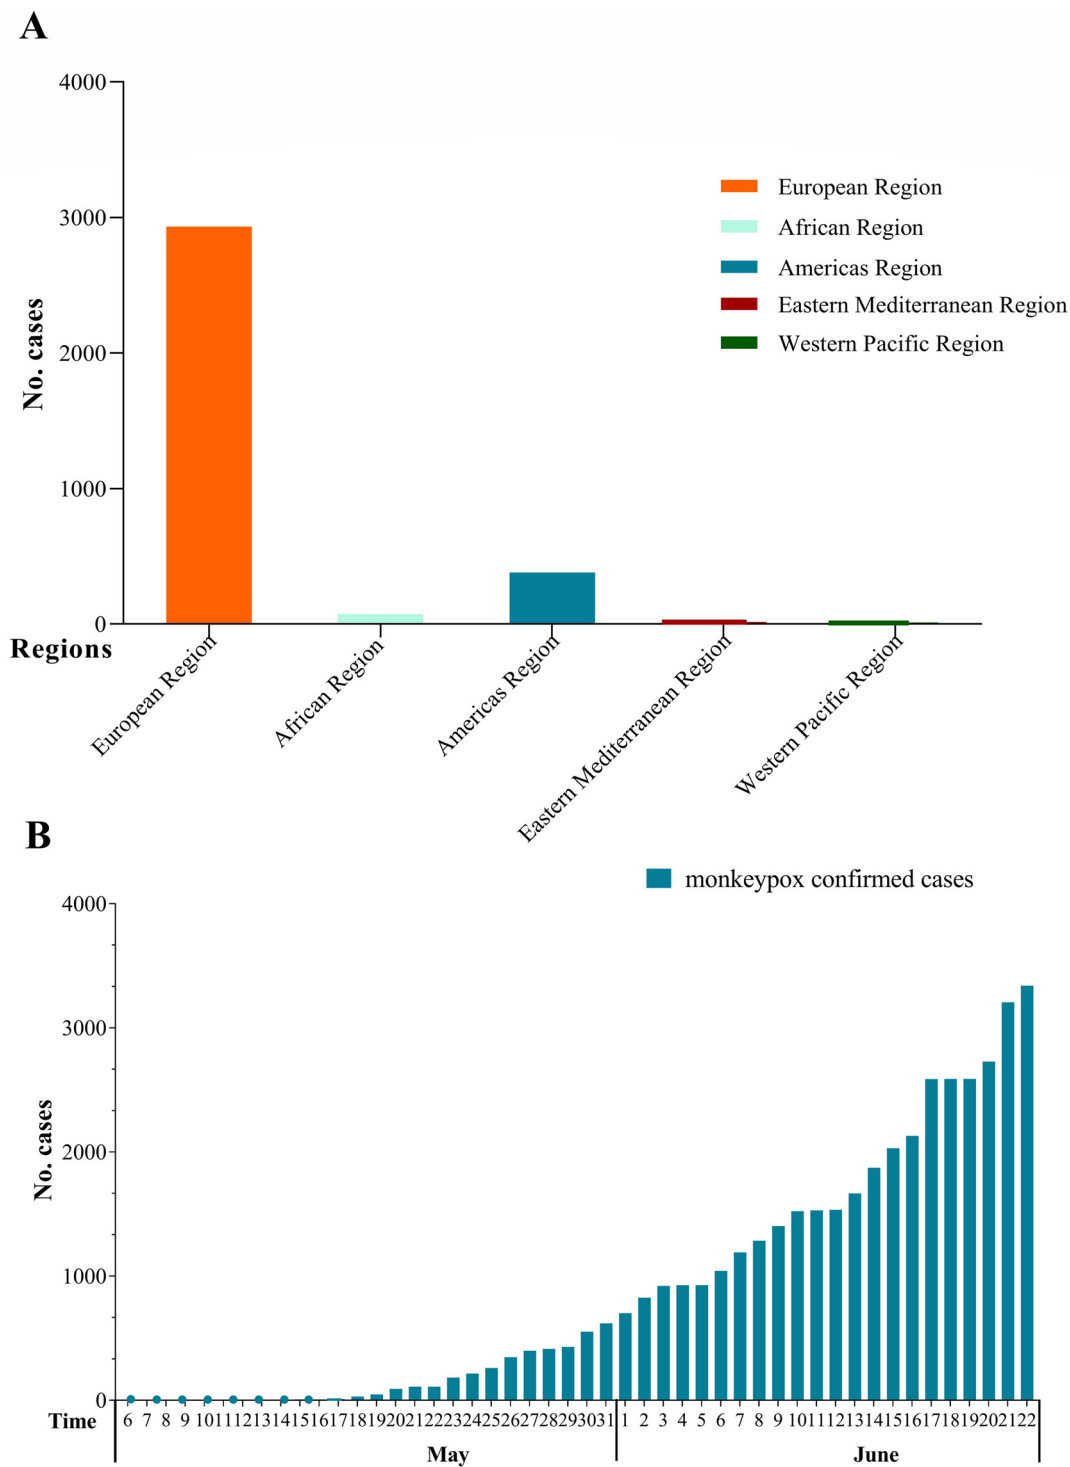 A
4000
3000
2000
1000
0
No. cases
European Region
African Region
Americas Region
Eastern Mediterranean Region
Western Pacific Region
Regions
European Region
African Region
Americas Region
Eastern Mediterranean Region
Western Pacific Region
B
monkeypox confirmed cases
4000
3000
2000
1000
0
No. cases
Time 6 7 8 9 10 11 12 13 14 15 16 17 18 19 20 21 22 23 24 25 26 27 28 29 30 31 1 2 3 4 5 6 7 8 9 10 11 12 13 14 15 16 17 18 19 20 21 22
May June